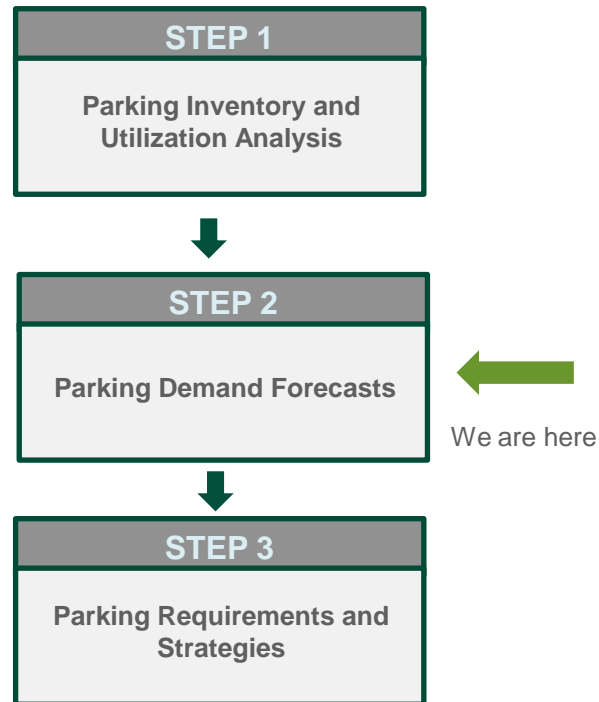 STEP 1
Parking Inventory and
Utilization Analysis
STEP 2
Parking Demand Forecasts
We are here
STEP 3
Parking Requirements and
Strategies